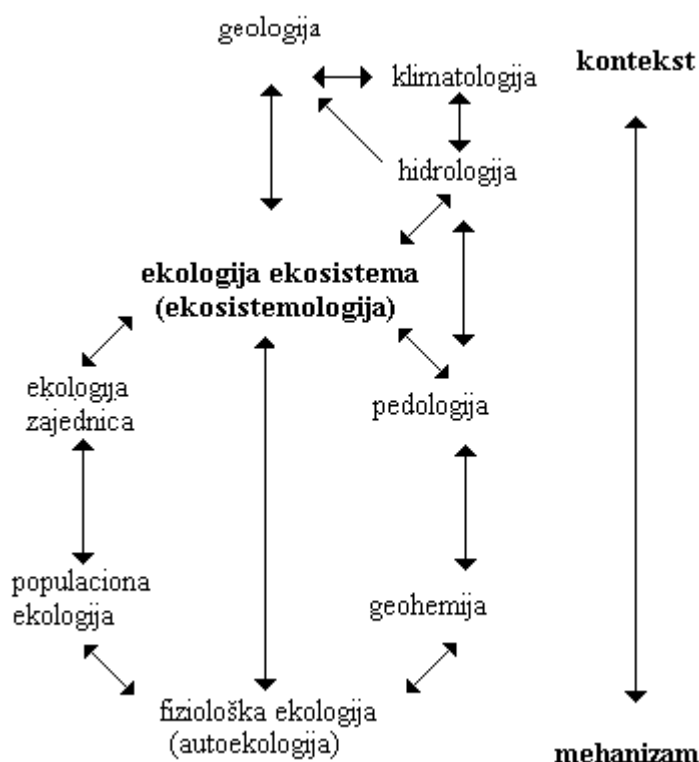 geologija
klimatologija
kontekst
hidrologija
ekologija ekosistema
(ekosistemologija)
ekologija
zajednica
pedologija
populaciona
ekologija
geohemija
fiziološka ekologija
(autoekologija)
mehanizam